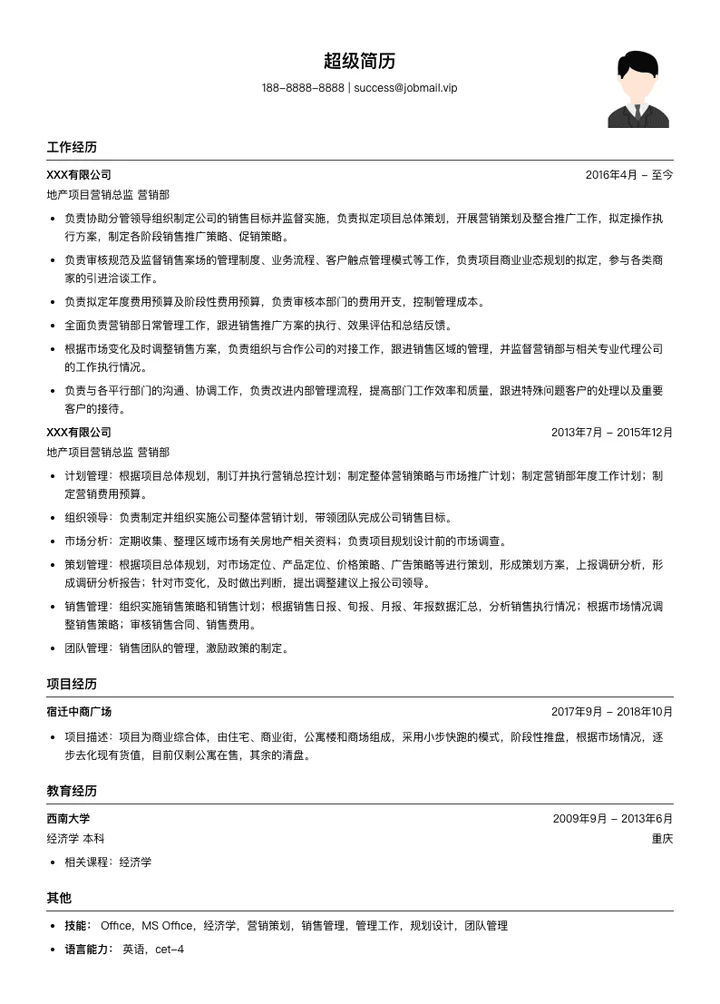 超级简历
188-8888-8888 | success@jobmail.vip
工作经历
XXX有限公司 2016年4月 – 至今
地产项目营销总监 营销部
• 负责协助分管领导组织制定公司的销售目标并监督实施，负责拟定项目总体策划，开展营销策划及整合推广工作，拟定操作执
行方案，制定各阶段销售推广策略、促销策略。
• 负责审核规范及监督销售案场的管理制度、业务流程、客户触点管理模式等工作，负责项目商业业态规划的拟定，参与各类商
家的引进洽谈工作。
• 负责拟定年度费用预算及阶段性费用预算，负责审核本部门的费用开支，控制管理成本。
• 全面负责营销部日常管理工作，跟进销售推广方案的执行、效果评估和总结反馈。
• 根据市场变化及时调整销售方案，负责组织与合作公司的对接工作，跟进销售区域的管理，并监督营销部与相关专业代理公司
的工作执行情况。
• 负责与各平行部门的沟通、协调工作，负责改进内部管理流程，提高部门工作效率和质量，跟进特殊问题客户的处理以及重要
客户的接待。
XXX有限公司 2013年7月 – 2015年12月
地产项目营销总监 营销部
• 计划管理：根据项目总体规划，制订并执行营销总控计划；制定整体营销策略与市场推广计划；制定营销部年度工作计划；制
定营销费用预算。
• 组织领导：负责制定并组织实施公司整体营销计划，带领团队完成公司销售目标。
• 市场分析：定期收集、整理区域市场有关房地产相关资料；负责项目规划设计前的市场调查。
• 策划管理：根据项目总体规划，对市场定位、产品定位、价格策略、广告策略等进行策划，形成策划方案，上报调研分析，形
成调研分析报告；针对市变化，及时做出判断，提出调整建议上报公司领导。
• 销售管理：组织实施销售策略和销售计划；根据销售日报、旬报、月报、年报数据汇总，分析销售执行情况；根据市场情况调
整销售策略；审核销售合同、销售费用。
• 团队管理：销售团队的管理，激励政策的制定。
项目经历
宿迁中商广场 2017年9月 – 2018年10月
• 项目描述：项目为商业综合体，由住宅、商业街，公寓楼和商场组成，采用小步快跑的模式，阶段性推盘，根据市场情况，逐
步去化现有货值，目前仅剩公寓在售，其余的清盘。
教育经历
西南大学 2009年9月 – 2013年6月
经济学 本科 重庆
• 相关课程：经济学
其他
• 技能： Office，MS Office，经济学，营销策划，销售管理，管理工作，规划设计，团队管理
• 语言能力： 英语，cet-4